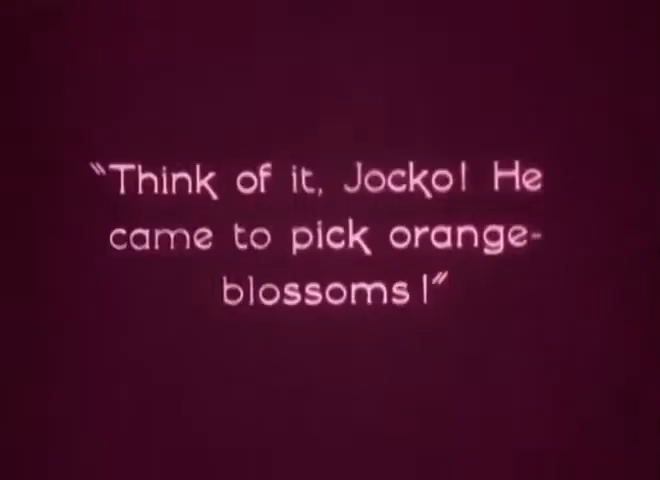 "Think of it, Jocko! He
came to pick orange-
blossoms!"